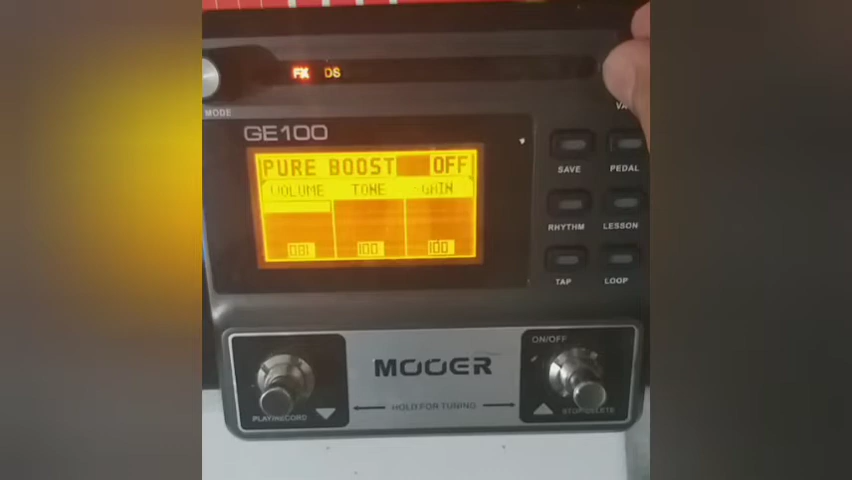 FX DS
MODE
GE100
PURE BOOST OFF
VOLUME TONE GAIN
081 100 100
SAVE PEDAL
RHYTHM LESSON
TAP LOOP
ON/OFF
MOOER
PLAY/RECORD HOLD FOR TUNING STOP/DELETE